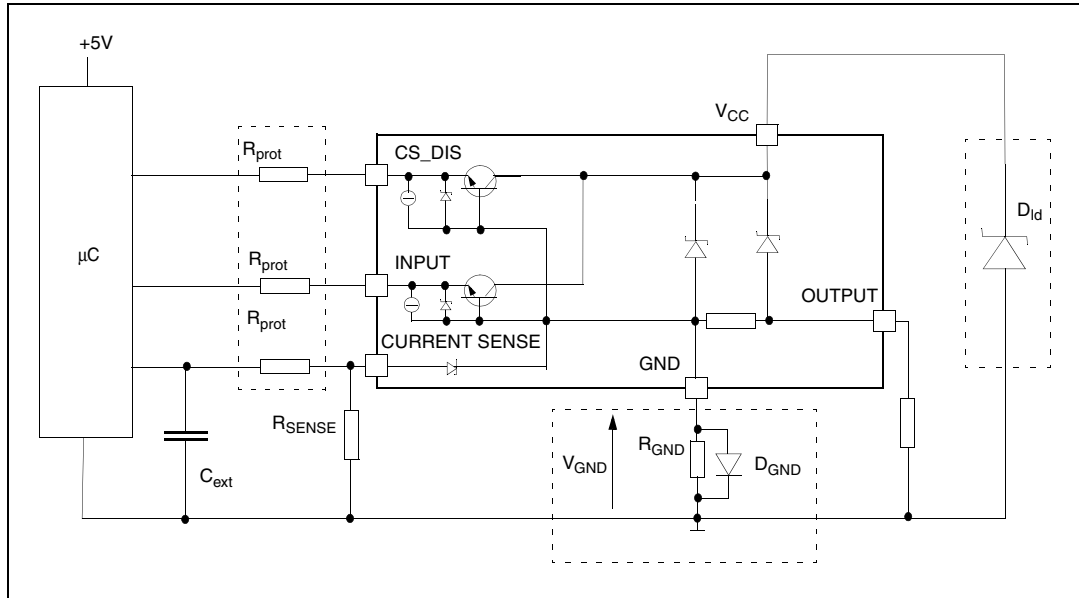 +5V
V_CC
R_prot
CS_DIS
D_ld
μC
R_prot
INPUT
OUTPUT
R_prot
CURRENT SENSE
GND
R_SENSE
R_GND
V_GND
D_GND
C_ext